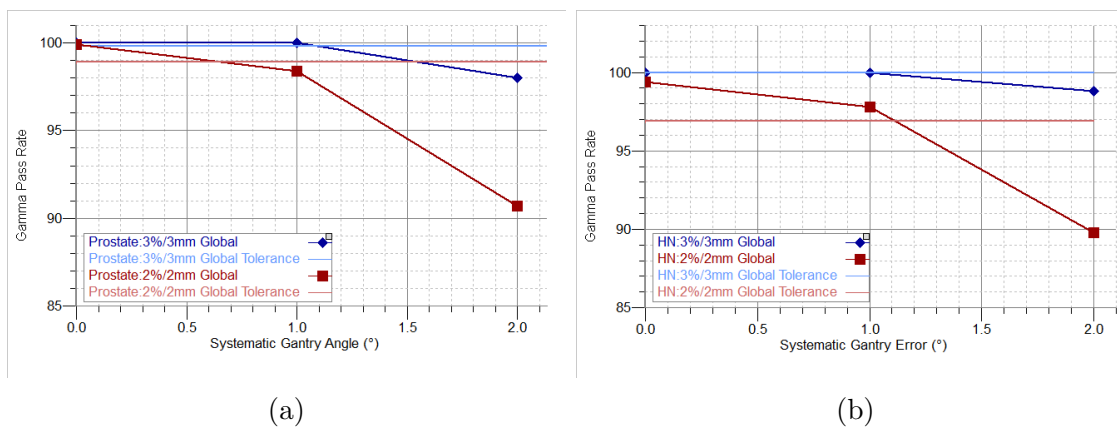 (a)
Gamma Pass Rate
100
95
90
85
Prostate:3%/3mm Global
Prostate:3%/3mm Global Tolerance
Prostate:2%/2mm Global
Prostate:2%/2mm Global Tolerance
0.0 0.5 1.0 1.5 2.0
Systematic Gantry Angle (°)
(b)
Gamma Pass Rate
100
95
90
85
HN:3%/3mm Global
HN:2%/2mm Global
HN:3%/3mm Global Tolerance
HN:2%/2mm Global Tolerance
0.0 0.5 1.0 1.5 2.0
Systematic Gantry Error (°)
(a) (b)